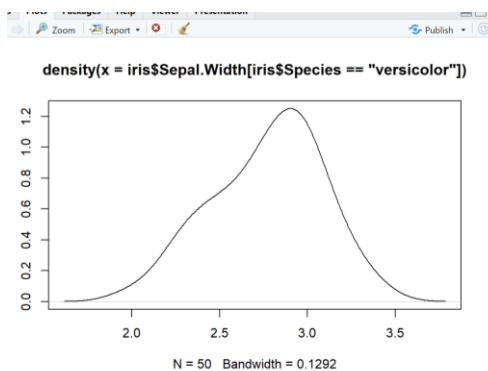 Plots Packages Help Viewer Presentation
Zoom Export Publish
density(x = iris$Sepal.Width[iris$Species == "versicolor"])
1.2
1.0
0.8
0.6
0.4
0.2
0.0
2.0 2.5 3.0 3.5
N = 50 Bandwidth = 0.1292